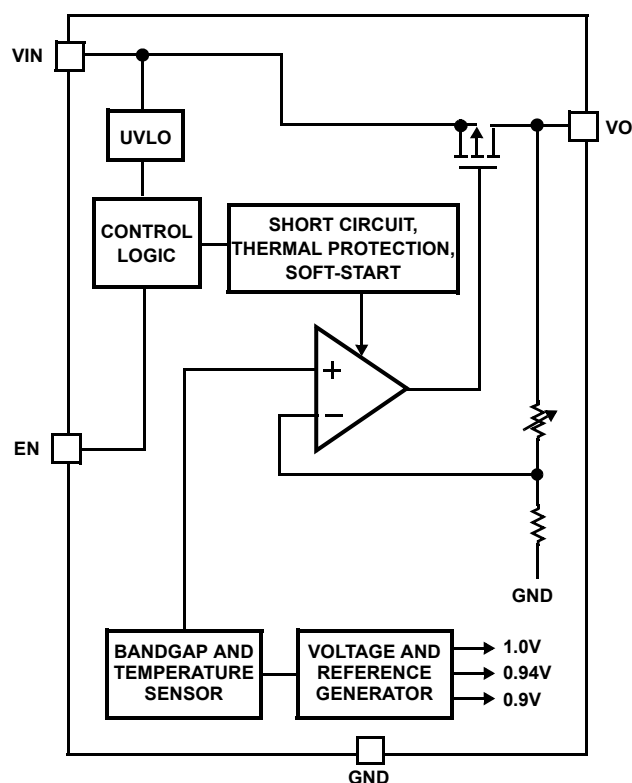 VIN
VO
UVLO
CONTROL
LOGIC
SHORT CIRCUIT,
THERMAL PROTECTION,
SOFT-START
+
−
EN
GND
BANDGAP AND
TEMPERATURE
SENSOR
VOLTAGE AND
REFERENCE
GENERATOR
1.0V
0.94V
0.9V
GND